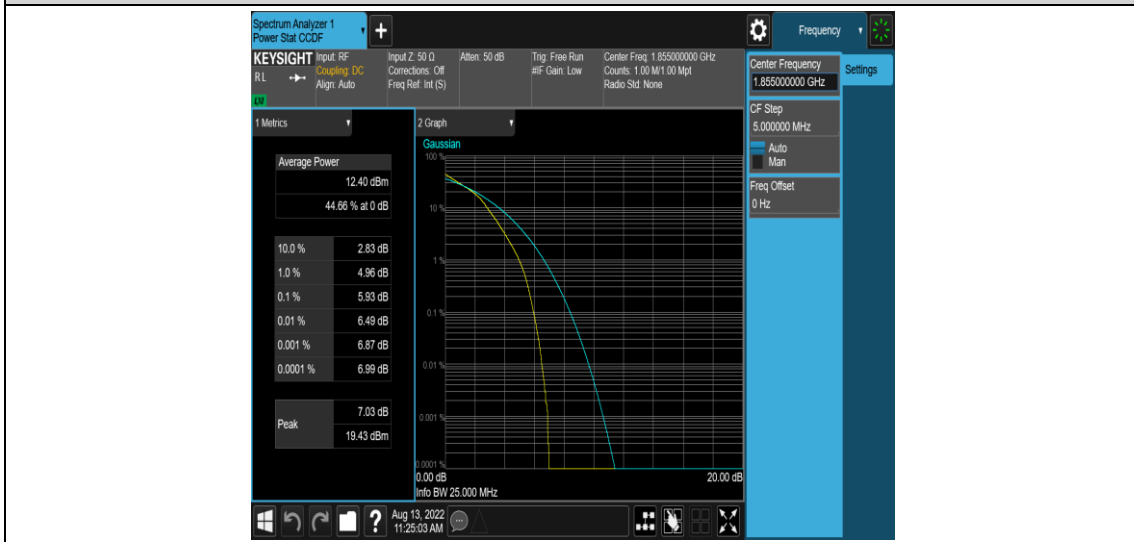 Spectrum Analyzer 1
Power Stat CCDF
+
Frequency
KEYSIGHT
RL
LXI
Input: RF
Coupling: DC
Align: Auto
Input Z: 50 Ω
Corrections: Off
Freq Ref: Int (S)
Atten: 50 dB
Trig: Free Run
#IF Gain: Low
Center Freq: 1.855000000 GHz
Counts: 1.00 M/1.00 Mpt
Radio Std: None
Center Frequency
1.855000000 GHz
Settings
CF Step
5.000000 MHz
Auto
Man
Freq Offset
0 Hz
1 Metrics
Average Power
12.40 dBm
44.66 % at 0 dB
10.0 % 2.83 dB
1.0 % 4.96 dB
0.1 % 5.93 dB
0.01 % 6.49 dB
0.001 % 6.87 dB
0.0001 % 6.99 dB
Peak
7.03 dB
19.43 dBm
2 Graph
Gaussian
100 %
10 %
1 %
0.1 %
0.01 %
0.001 %
0.0001 %
0.00 dB 20.00 dB
Info BW 25.000 MHz
?
Aug 13, 2022
11:25:03 AM